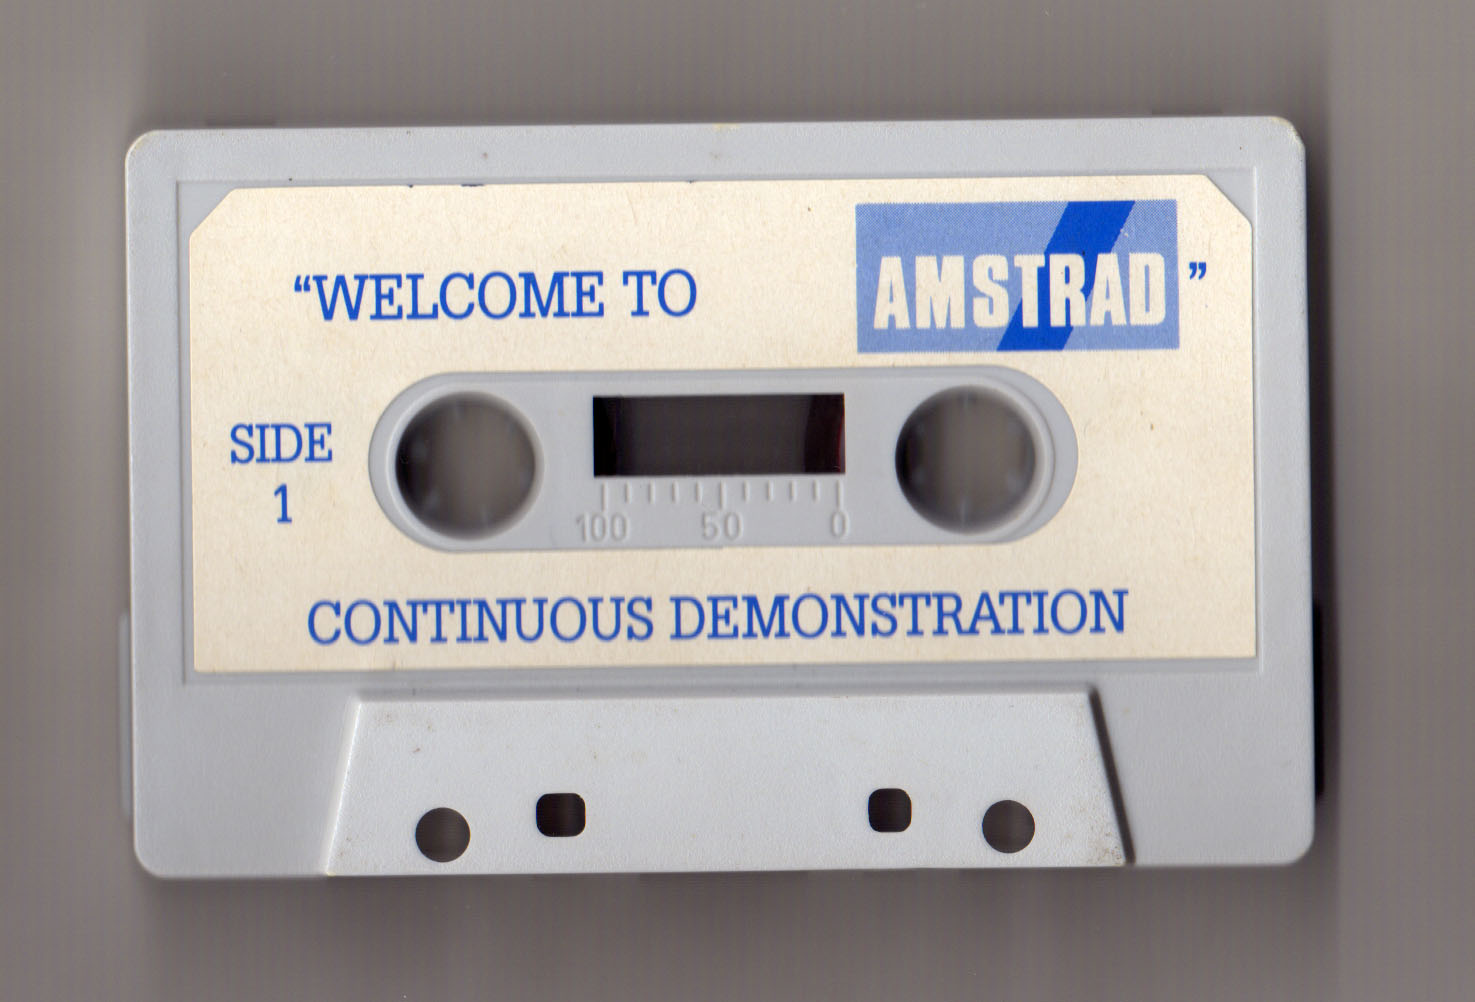 “WELCOME TO AMSTRAD”
SIDE
1
100 50 0
CONTINUOUS DEMONSTRATION